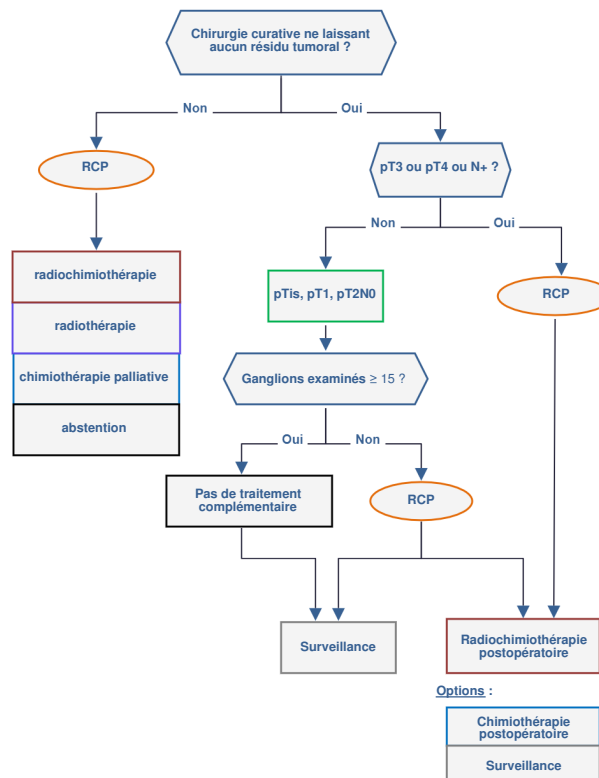 Chirurgie curative ne laissant
aucun résidu tumoral ?
Non
Oui
RCP
pT3 ou pT4 ou N+ ?
Non
Oui
radiochimiothérapie
radiothérapie
chimiothérapie palliative
abstention
pTis, pT1, pT2N0
RCP
Ganglions examinés ≥ 15 ?
Oui
Non
Pas de traitement
complémentaire
RCP
Surveillance
Radiochimiothérapie
postopératoire
Options :
Chimiothérapie
postopératoire
Surveillance